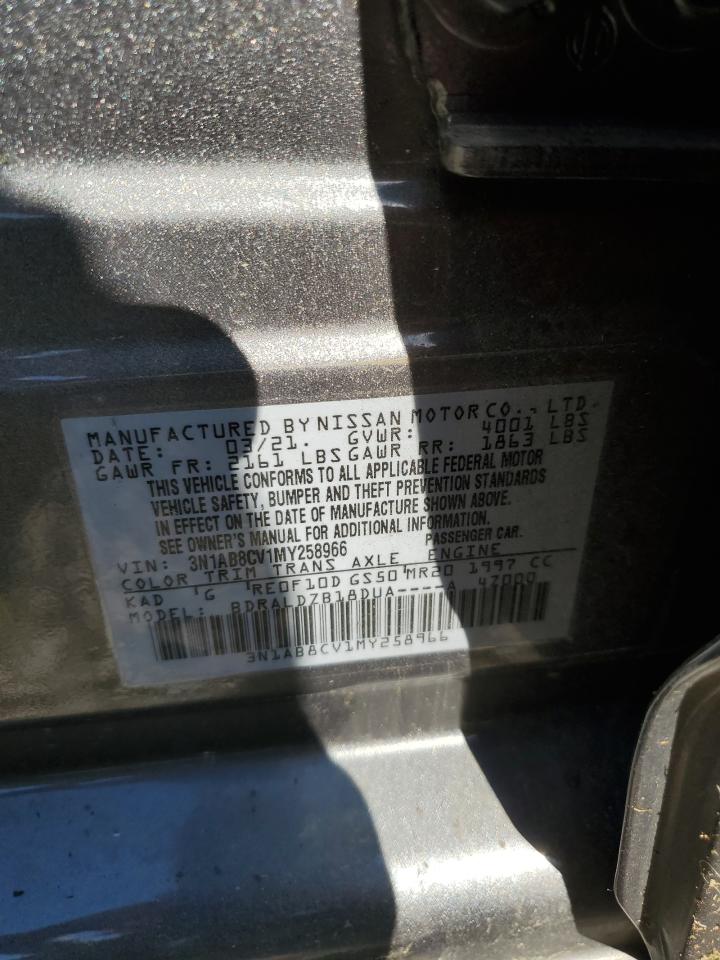 MANUFACTURED BY NISSAN MOTOR CO., LTD.
DATE: 03/21. GVWR: 4001 LBS
GAWR FR: 2161 LBS GAWR RR: 1863 LBS
THIS VEHICLE CONFORMS TO ALL APPLICABLE FEDERAL MOTOR
VEHICLE SAFETY, BUMPER AND THEFT PREVENTION STANDARDS
IN EFFECT ON THE DATE OF MANUFACTURE SHOWN ABOVE.
SEE OWNER'S MANUAL FOR ADDITIONAL INFORMATION.
VIN: 3N1AB8CV1MY258966 PASSENGER CAR.
COLOR TRIM TRANS AXLE ENGINE
KAD G RE0F10D GS50 MR20 1997 CC
MODEL: BDRALDZB18DUA----A 47000
3N1AB8CV1MY258966